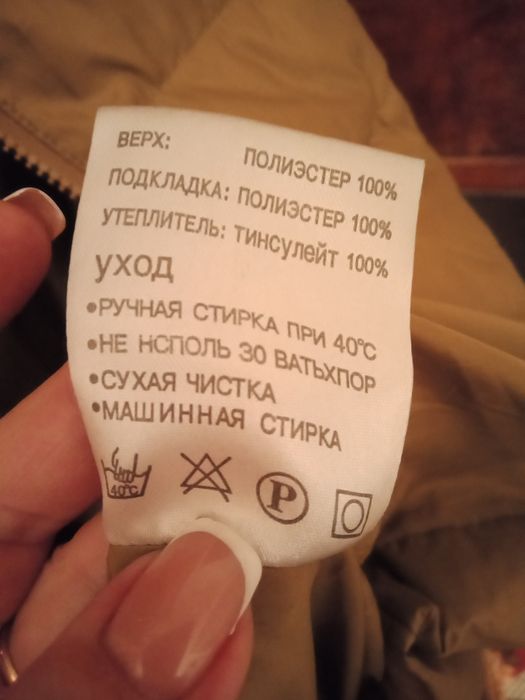 ВЕРХ: ПОЛИЭСТЕР 100%
ПОДКЛАДКА: ПОЛИЭСТЕР 100%
УТЕПЛИТЕЛЬ: ТИНСУЛЕЙТ 100%
УХОД
•РУЧНАЯ СТИРКА ПРИ 40°С
•НЕ НСПОЛЬ ЗО ВАТЬХПОР
•СУХАЯ ЧИСТКА
•МАШИННАЯ СТИРКА
40°C P